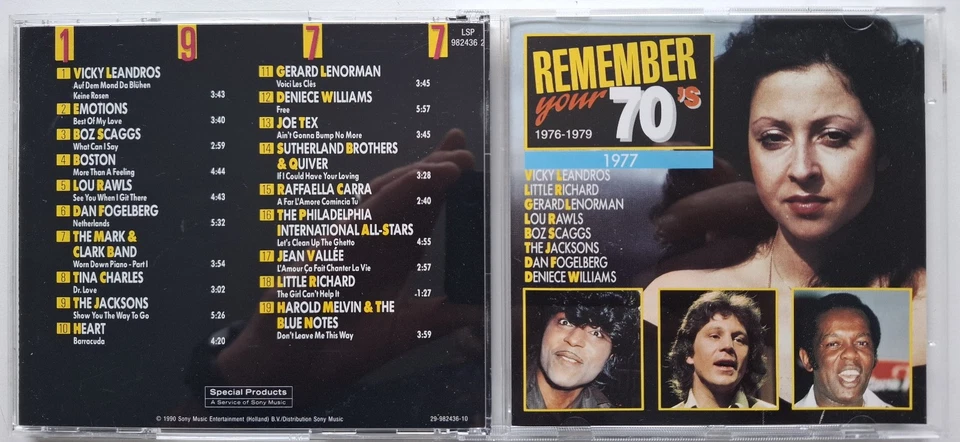 1 9 7 7
LSP
982436 2
1 VICKY LEANDROS
Auf Dem Mond Da Blühen
Keine Rosen 3:43
2 EMOTIONS
Best Of My Love 3:40
3 BOZ SCAGGS
What Can I Say 2:59
4 BOSTON
More Than A Feeling 4:44
5 LOU RAWLS
See You When I Git There 4:43
6 DAN FOGELBERG
Netherlands 5:32
7 THE MARK &
CLARK BAND
Worn Down Piano - Part I 3:54
8 TINA CHARLES
Dr. Love 3:02
9 THE JACKSONS
Show You The Way To Go 5:26
10 HEART
Barracuda 4:20
11 GERARD LENORMAN
Voici Les Clés 3:45
12 DENIECE WILLIAMS
Free 5:57
13 JOE TEX
Ain't Gonna Bump No More 3:45
14 SUTHERLAND BROTHERS
& QUIVER
If I Could Have Your Loving 3:28
15 RAFFAELLA CARRA
A Far L'Amore Comincia Tu 2:40
16 THE PHILADELPHIA
INTERNATIONAL ALL-STARS
Let's Clean Up The Ghetto 4:55
17 JEAN VALLÉE
L'Amour Ça Fait Chanter La Vie 2:57
18 LITTLE RICHARD
The Girl Can't Help It 1:27
19 HAROLD MELVIN & THE
BLUE NOTES
Don't Leave Me This Way 3:59
Special Products
A Service of Sony Music
© 1990 Sony Music Entertainment (Holland) B.V./Distribution Sony Music 29-982436-10
REMEMBER
your 70's
1976-1979
1977
VICKY LEANDROS
LITTLE RICHARD
GERARD LENORMAN
LOU RAWLS
BOZ SCAGGS
THE JACKSONS
DAN FOGELBERG
DENIECE WILLIAMS